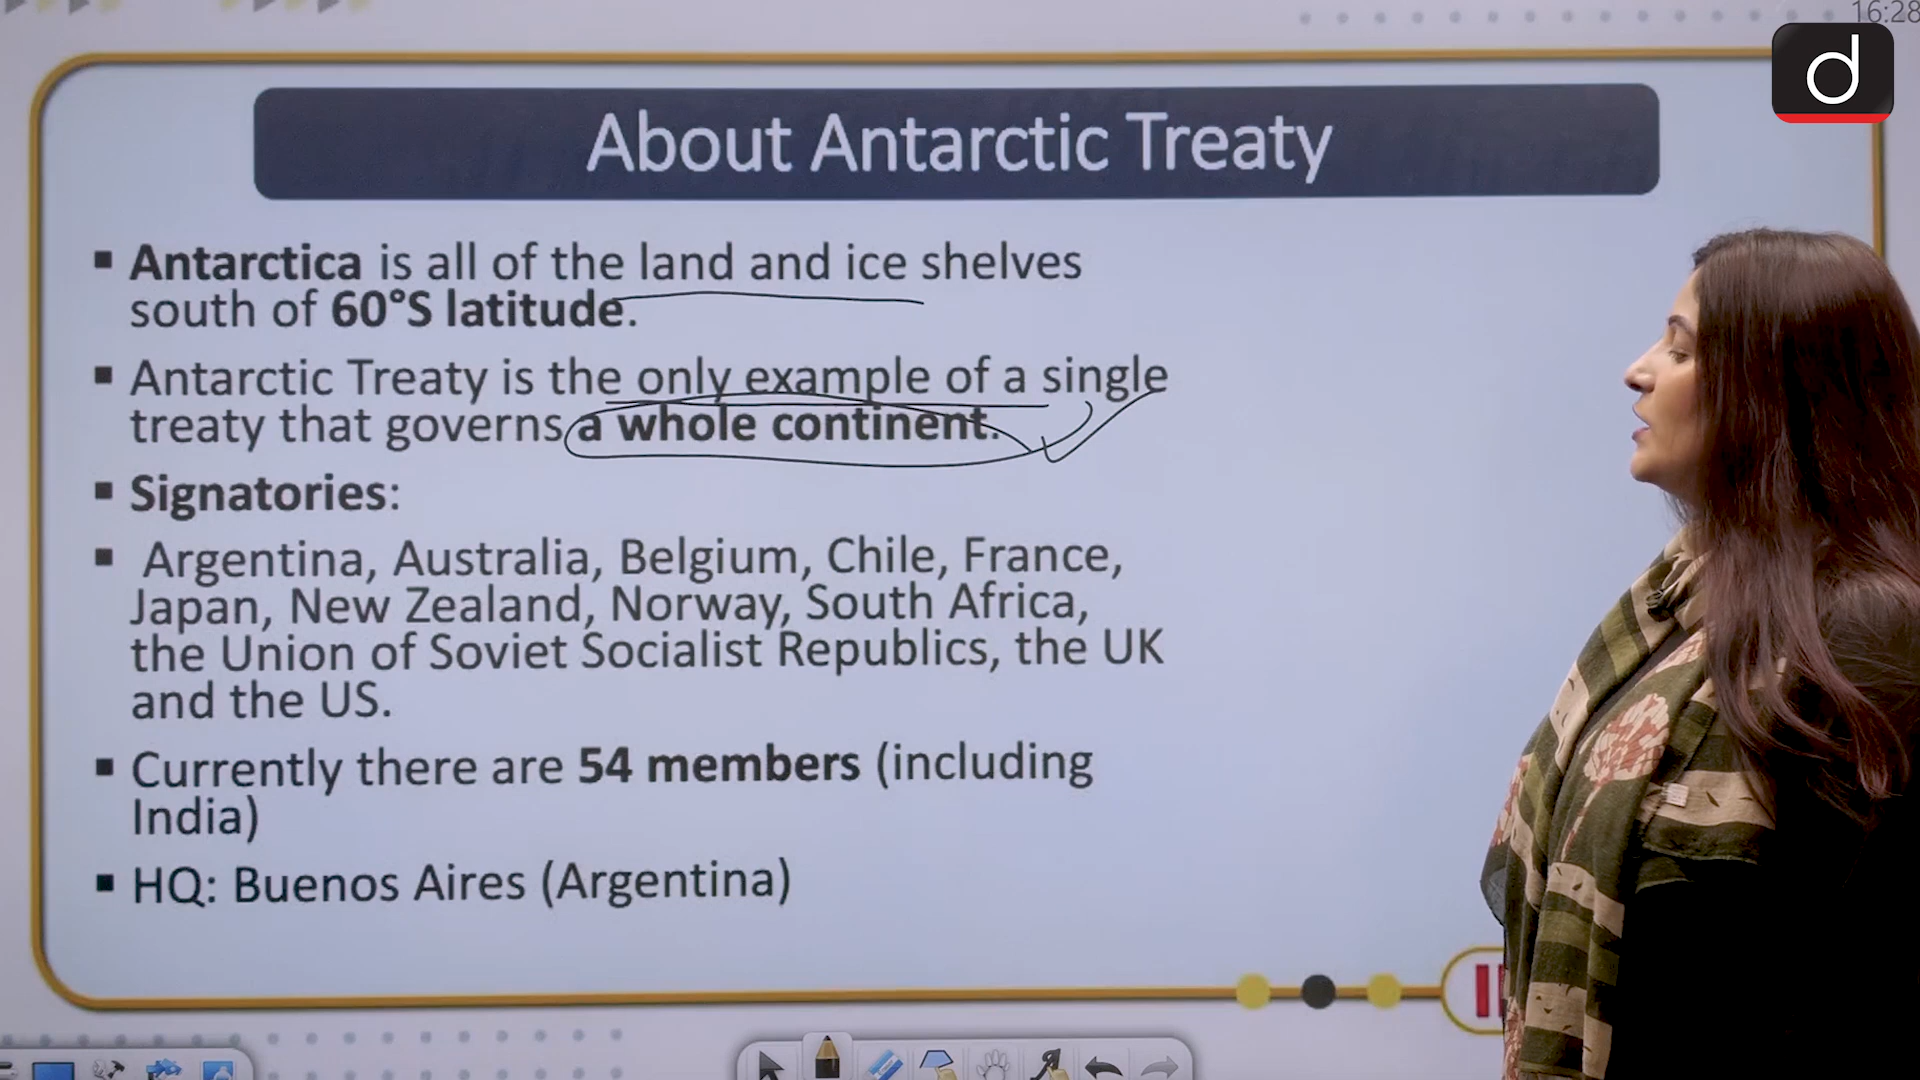 16:28
d
About Antarctic Treaty
▪ Antarctica is all of the land and ice shelves
south of 60°S latitude.
▪ Antarctic Treaty is the only example of a single
treaty that governs a whole continent.
▪ Signatories:
▪ Argentina, Australia, Belgium, Chile, France,
Japan, New Zealand, Norway, South Africa,
the Union of Soviet Socialist Republics, the UK
and the US.
▪ Currently there are 54 members (including
India)
▪ HQ: Buenos Aires (Argentina)